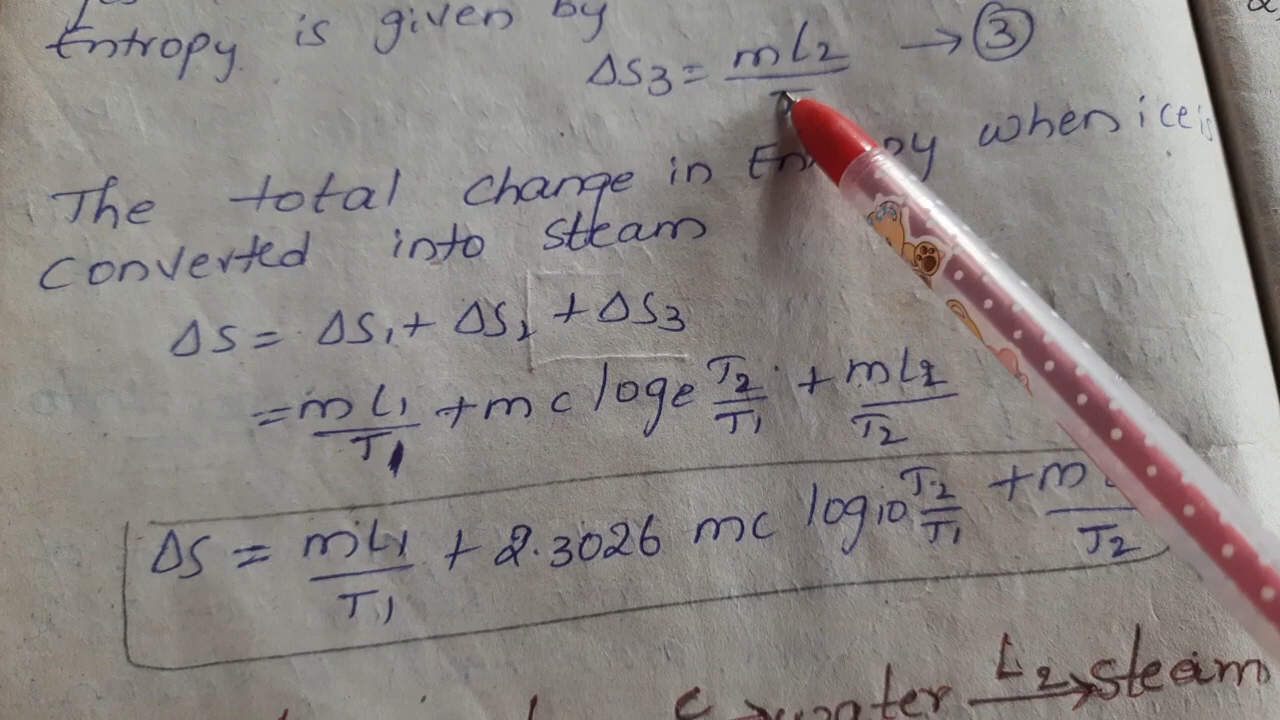 Entropy is given by
ΔS3 = mL2 → ③
The total change in Entropy when ice is
converted into steam
ΔS = ΔS1 + ΔS2 + ΔS3
= mL1/T1 + mc loge T2/T1 + mL2/T2
ΔS = mL1/T1 + 2.3026 mc log10 T2/T1 + m /T2
c → water L2→ steam